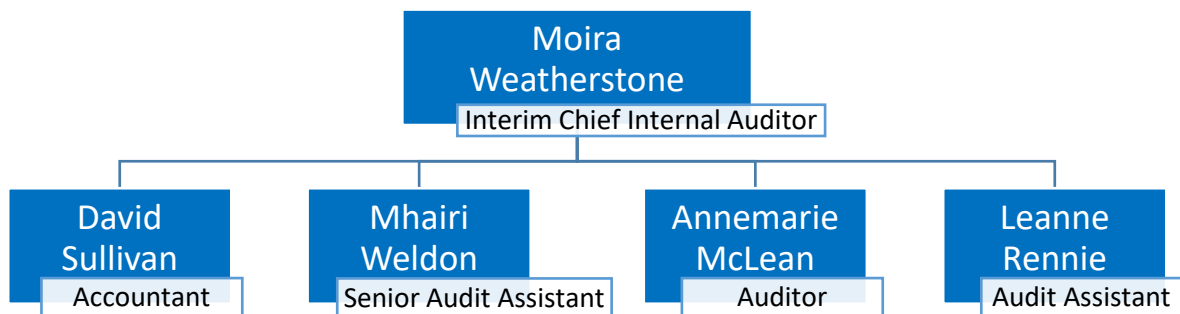 Moira
Weatherstone
Interim Chief Internal Auditor
David
Sullivan
Accountant
Mhairi
Weldon
Senior Audit Assistant
Annemarie
McLean
Auditor
Leanne
Rennie
Audit Assistant